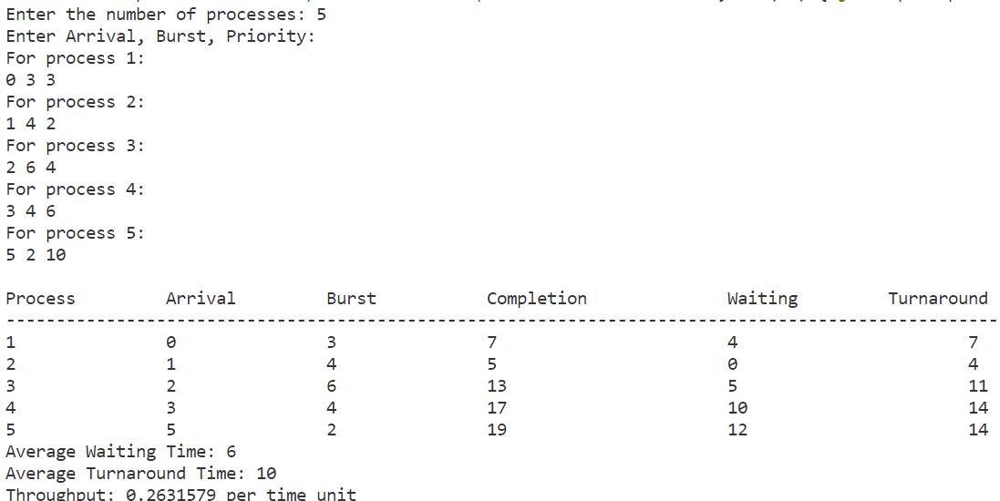 Enter the number of processes: 5
Enter Arrival, Burst, Priority:
For process 1:
0 3 3
For process 2:
1 4 2
For process 3:
2 6 4
For process 4:
3 4 6
For process 5:
5 2 10
Process Arrival Burst Completion Waiting Turnaround
----------------------------------------------------------------------------------------------------
1 0 3 7 4 7
2 1 4 5 0 4
3 2 6 13 5 11
4 3 4 17 10 14
5 5 2 19 12 14
Average Waiting Time: 6
Average Turnaround Time: 10
Throughput: 0.2631579 per time unit